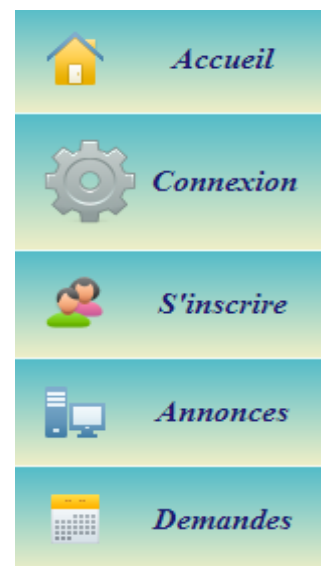 Accueil
Connexion
S'inscrire
Annonces
Demandes